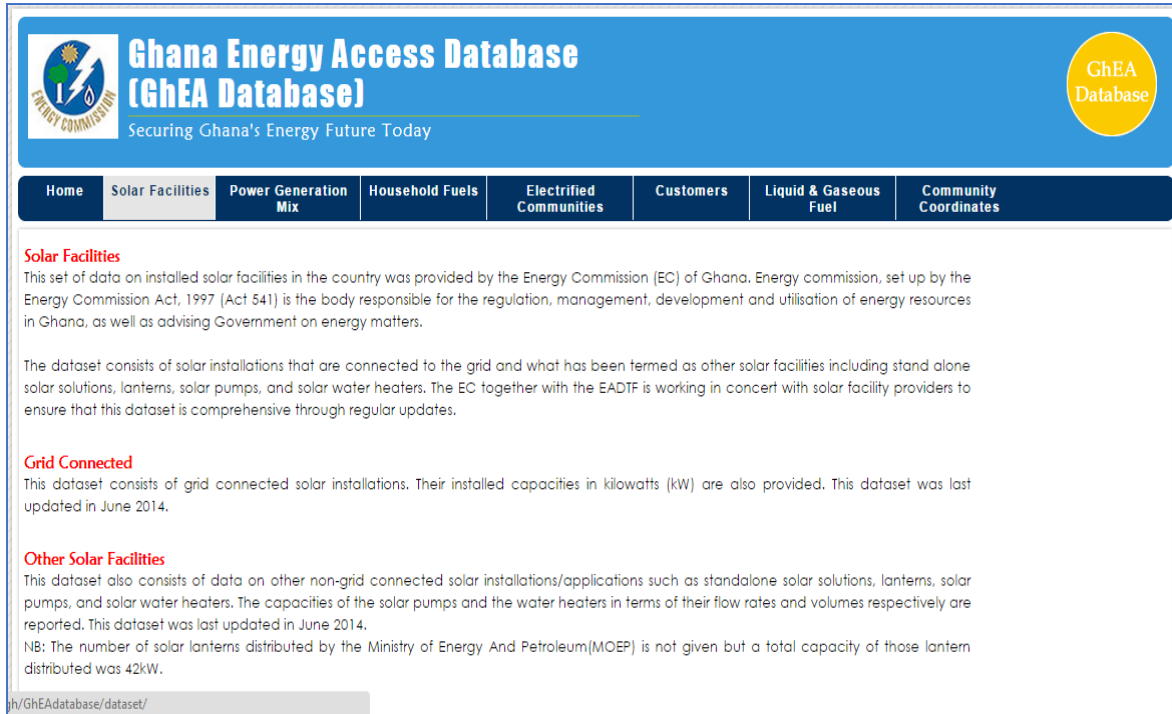 Ghana Energy Access Database
(GhEA Database)
Securing Ghana's Energy Future Today
ENERGY COMMISSION
GhEA
Database
Home
Solar Facilities
Power Generation
Mix
Household Fuels
Electrified
Communities
Customers
Liquid & Gaseous
Fuel
Community
Coordinates
Solar Facilities
This set of data on installed solar facilities in the country was provided by the Energy Commission (EC) of Ghana. Energy commission, set up by the
Energy Commission Act, 1997 (Act 541) is the body responsible for the regulation, management, development and utilisation of energy resources
in Ghana, as well as advising Government on energy matters.
The dataset consists of solar installations that are connected to the grid and what has been termed as other solar facilities including stand alone
solar solutions, lanterns, solar pumps, and solar water heaters. The EC together with the EADTF is working in concert with solar facility providers to
ensure that this dataset is comprehensive through regular updates.
Grid Connected
This dataset consists of grid connected solar installations. Their installed capacities in kilowatts (kW) are also provided. This dataset was last
updated in June 2014.
Other Solar Facilities
This dataset also consists of data on other non-grid connected solar installations/applications such as standalone solar solutions, lanterns, solar
pumps, and solar water heaters. The capacities of the solar pumps and the water heaters in terms of their flow rates and volumes respectively are
reported. This dataset was last updated in June 2014.
NB: The number of solar lanterns distributed by the Ministry of Energy And Petroleum(MOEP) is not given but a total capacity of those lantern
distributed was 42kW.
h/GhEAdatabase/dataset/